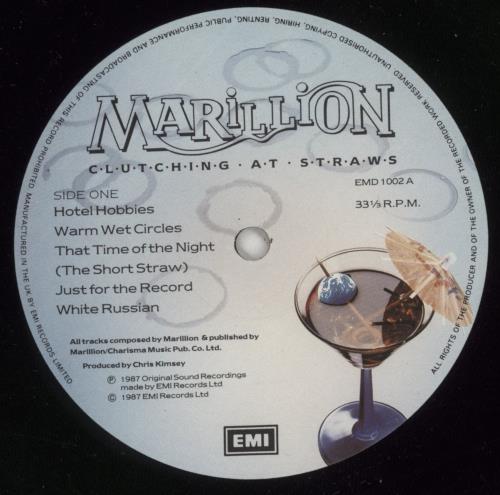 UNAUTHORISED COPYING, HIRING, RENTING, PUBLIC PERFORMANCE AND BROADCASTING OF THIS RECORD PROHIBITED. MANUFACTURED IN THE UK BY EMI RECORDS LIMITED
ALL RIGHTS OF THE PRODUCER AND OF THE OWNER OF THE RECORDED WORK RESERVED
MARILLION
C·L·U·T·C·H·I·N·G · A·T · S·T·R·A·W·S
SIDE ONE
EMD 1002 A
33⅓ R.P.M.
Hotel Hobbies
Warm Wet Circles
That Time of the Night
(The Short Straw)
Just for the Record
White Russian
All tracks composed by Marillion & published by
Marillion/Charisma Music Pub. Co. Ltd.
Produced by Chris Kimsey
℗ 1987 Original Sound Recordings
made by EMI Records Ltd
© 1987 EMI Records Ltd
EMI